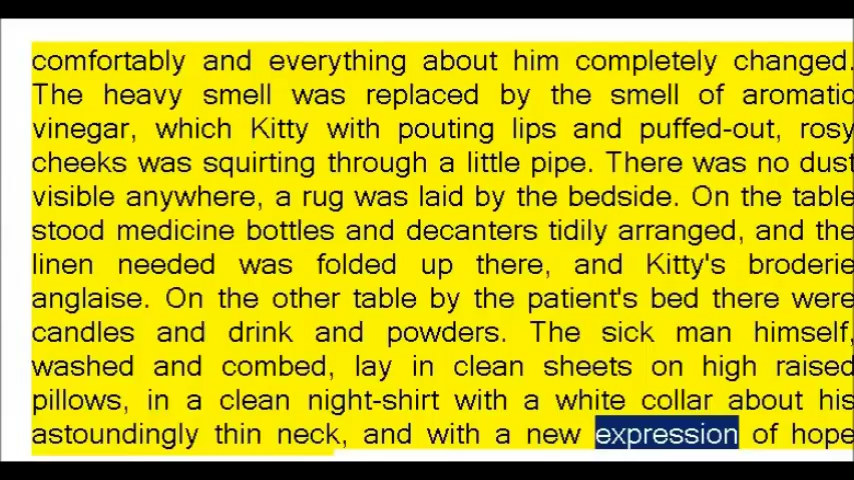 comfortably and everything about him completely changed.
The heavy smell was replaced by the smell of aromatic
vinegar, which Kitty with pouting lips and puffed-out, rosy
cheeks was squirting through a little pipe. There was no dust
visible anywhere, a rug was laid by the bedside. On the table
stood medicine bottles and decanters tidily arranged, and the
linen needed was folded up there, and Kitty's broderie
anglaise. On the other table by the patient's bed there were
candles and drink and powders. The sick man himself,
washed and combed, lay in clean sheets on high raised
pillows, in a clean night-shirt with a white collar about his
astoundingly thin neck, and with a new expression of hope